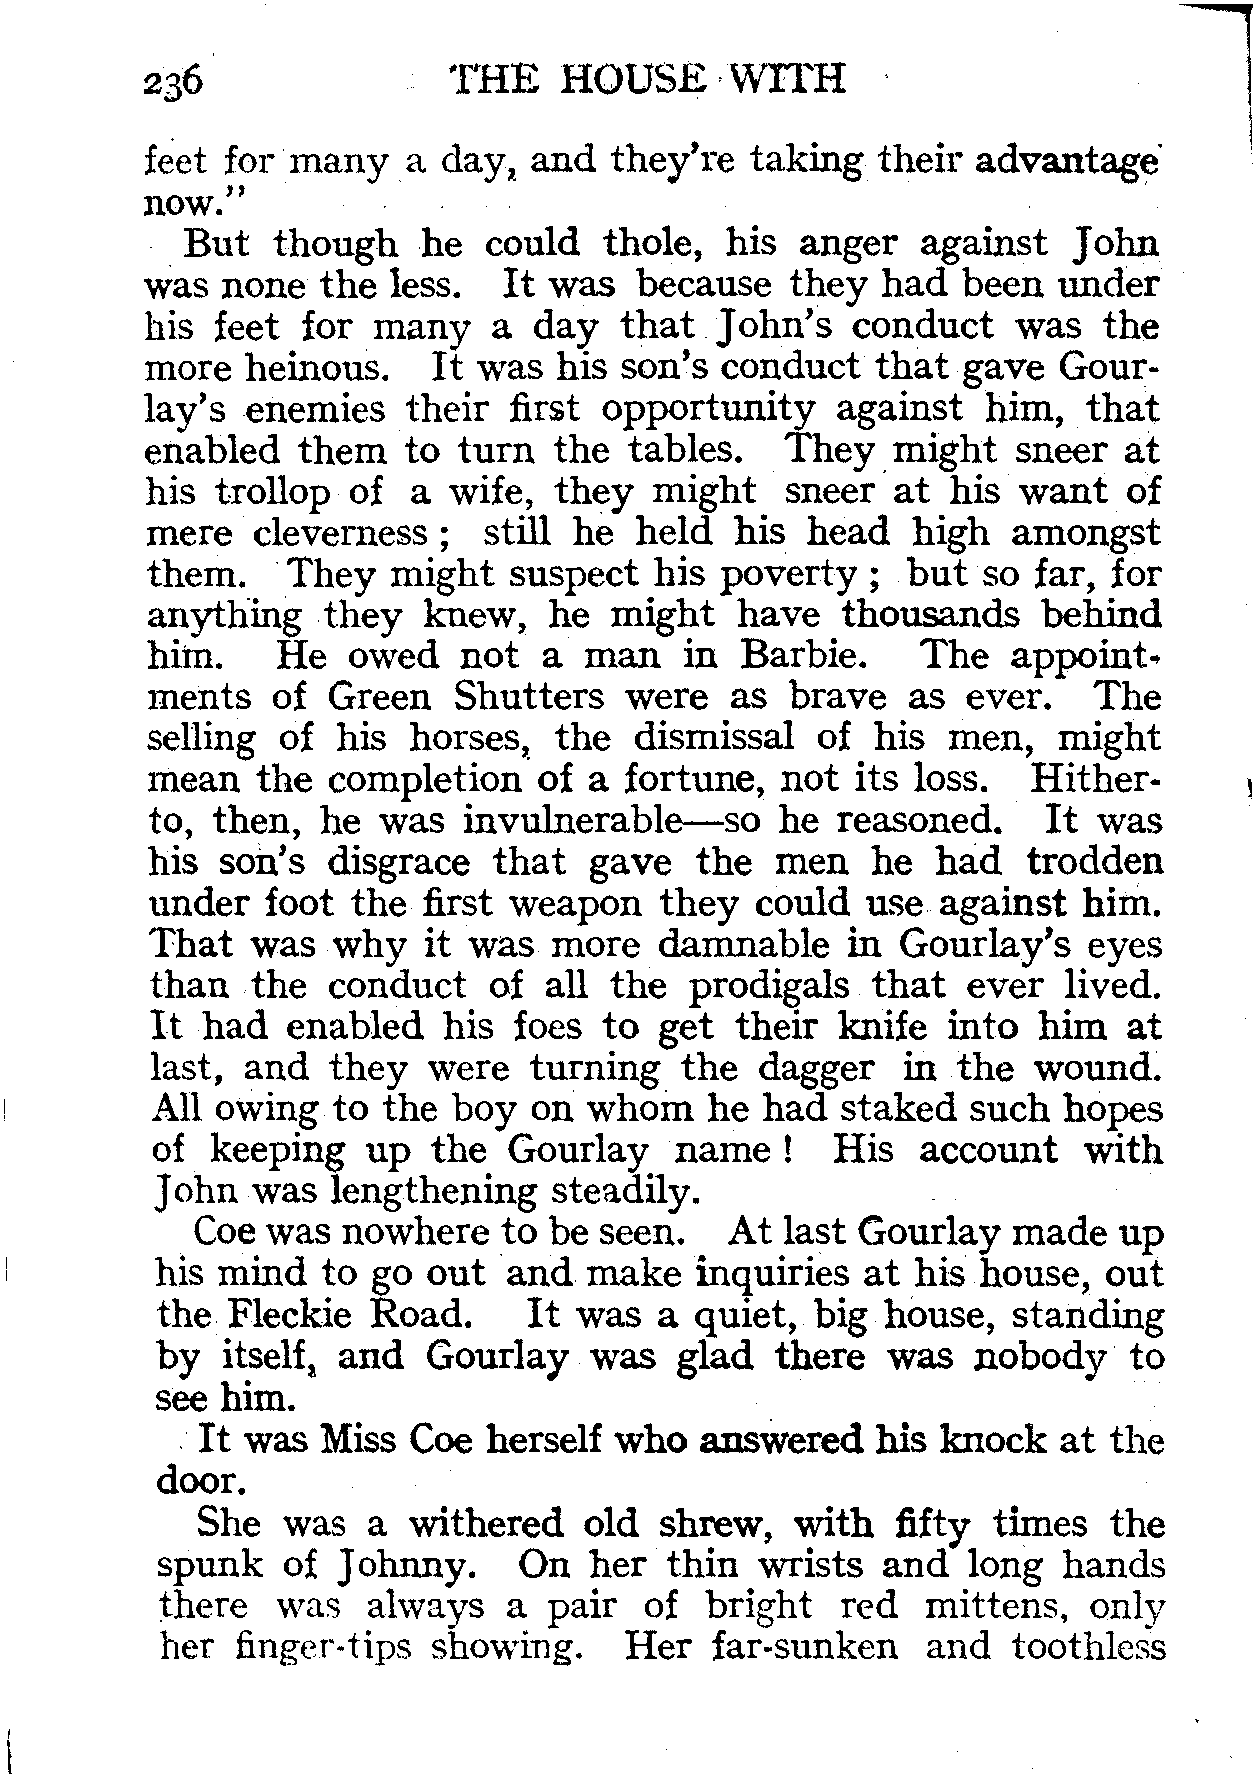 236 THE HOUSE WITH
feet for many a day, and they're taking their advantage
now."
But though he could thole, his anger against John
was none the less. It was because they had been under
his feet for many a day that John's conduct was the
more heinous. It was his son's conduct that gave Gour-
lay's enemies their first opportunity against him, that
enabled them to turn the tables. They might sneer at
his trollop of a wife, they might sneer at his want of
mere cleverness ; still he held his head high amongst
them. They might suspect his poverty ; but so far, for
anything they knew, he might have thousands behind
him. He owed not a man in Barbie. The appoint-
ments of Green Shutters were as brave as ever. The
selling of his horses, the dismissal of his men, might
mean the completion of a fortune, not its loss. Hither-
to, then, he was invulnerable—so he reasoned. It was
his son's disgrace that gave the men he had trodden
under foot the first weapon they could use against him.
That was why it was more damnable in Gourlay's eyes
than the conduct of all the prodigals that ever lived.
It had enabled his foes to get their knife into him at
last, and they were turning the dagger in the wound.
All owing to the boy on whom he had staked such hopes
of keeping up the Gourlay name ! His account with
John was lengthening steadily.
Coe was nowhere to be seen. At last Gourlay made up
his mind to go out and make inquiries at his house, out
the Fleckie Road. It was a quiet, big house, standing
by itself, and Gourlay was glad there was nobody to
see him.
It was Miss Coe herself who answered his knock at the
door.
She was a withered old shrew, with fifty times the
spunk of Johnny. On her thin wrists and long hands
there was always a pair of bright red mittens, only
her finger-tips showing. Her far-sunken and toothless